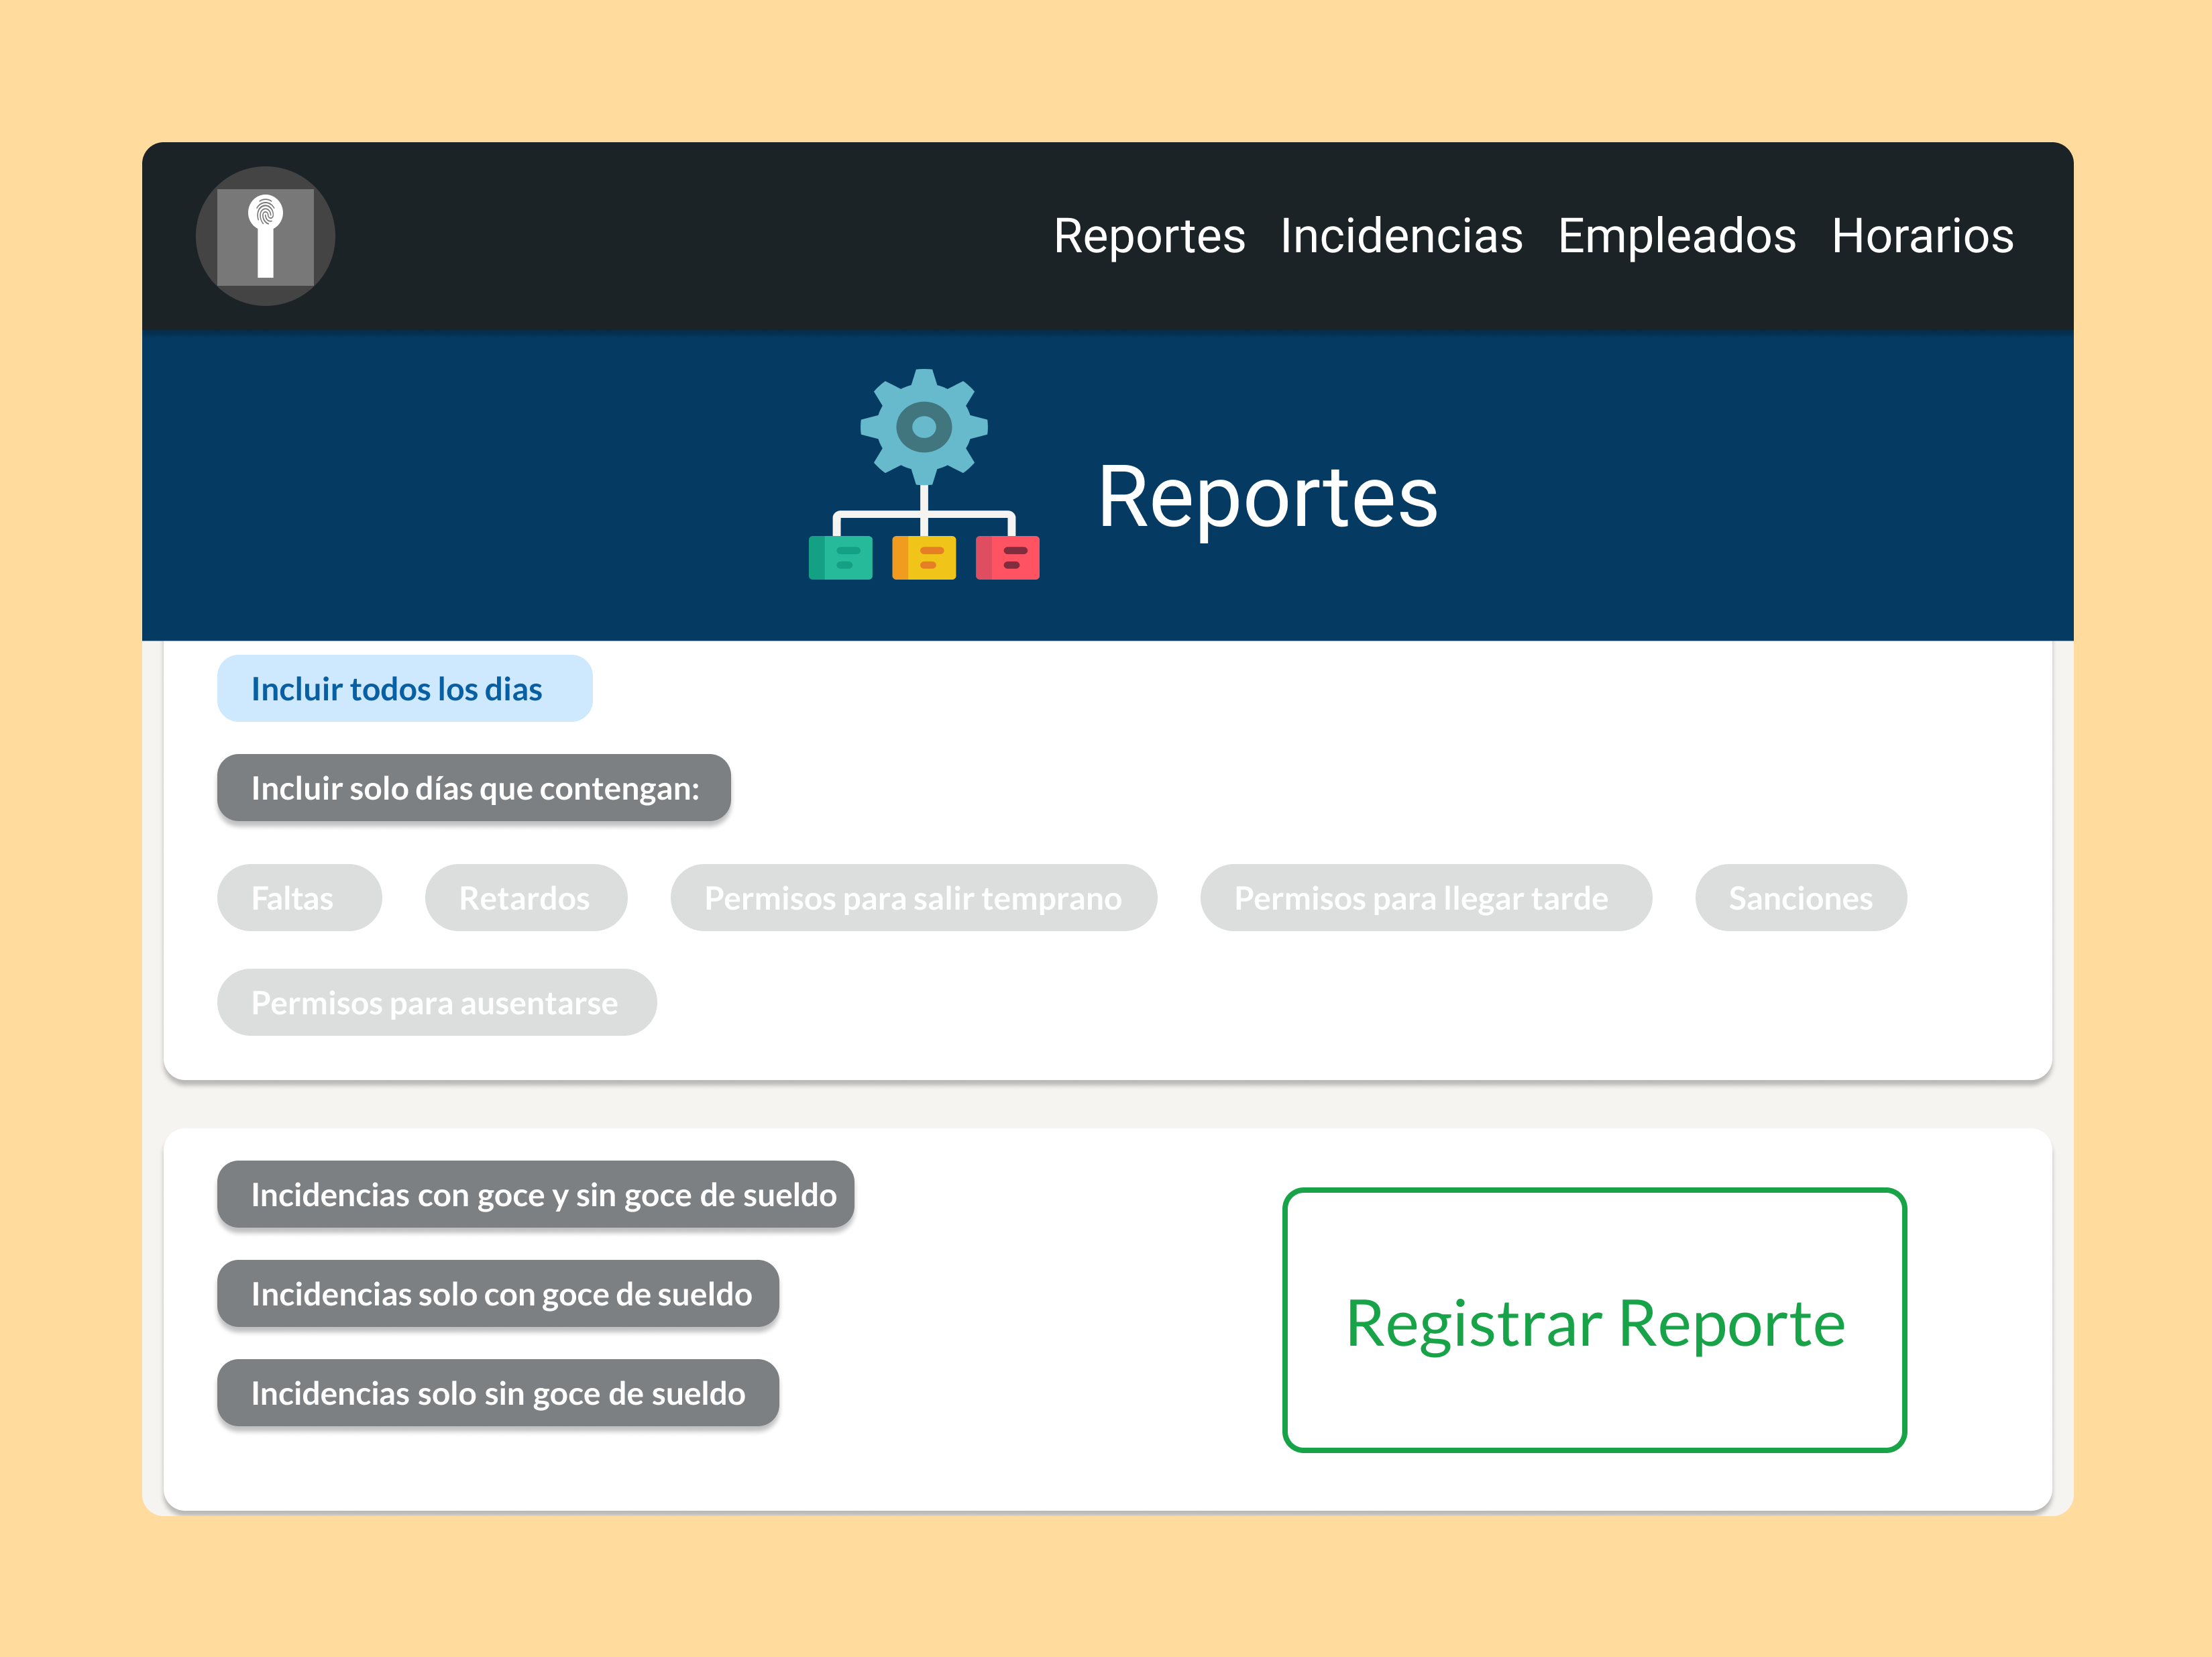 Reportes Incidencias Empleados Horarios
Reportes
Incluir todos los dias
Incluir solo días que contengan:
Faltas Retardos Permisos para salir temprano Permisos para llegar tarde Sanciones
Permisos para ausentarse
Incidencias con goce y sin goce de sueldo
Incidencias solo con goce de sueldo
Incidencias solo sin goce de sueldo
Registrar Reporte